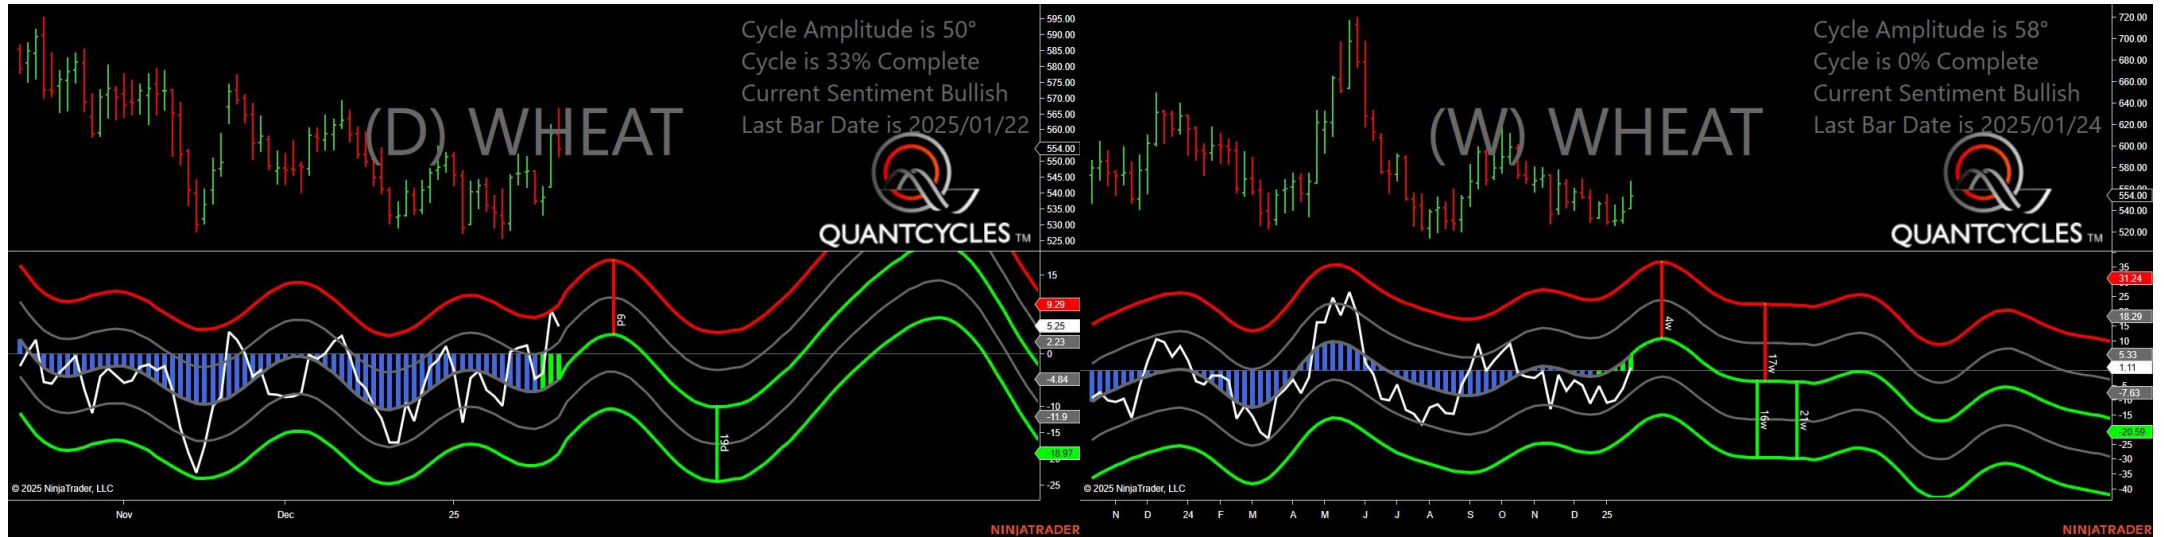 Cycle Amplitude is 50°
Cycle is 33% Complete
Current Sentiment Bullish
Last Bar Date is 2025/01/22
(D) WHEAT
QUANTCYCLES TM
595.00
590.00
585.00
580.00
575.00
570.00
565.00
560.00
554.00
550.00
545.00
540.00
535.00
530.00
525.00
15
9.29
5.25
2.23
0
-4.84
-10
-11.9
-15
-18.97
-25
6d
19d
© 2025 NinjaTrader, LLC
Nov
Dec
25
NINJATRADER
Cycle Amplitude is 58°
Cycle is 0% Complete
Current Sentiment Bullish
Last Bar Date is 2025/01/24
(W) WHEAT
QUANTCYCLES TM
720.00
700.00
680.00
660.00
640.00
620.00
600.00
580.00
554.00
540.00
520.00
35
31.24
25
18.29
15
10
5.33
1.11
-7.63
-15
-20.59
-25
-30
-35
-40
4w
17w
16w
21w
© 2025 NinjaTrader, LLC
N D 24 F M A M J J A S O N D 25
NINJATRADER